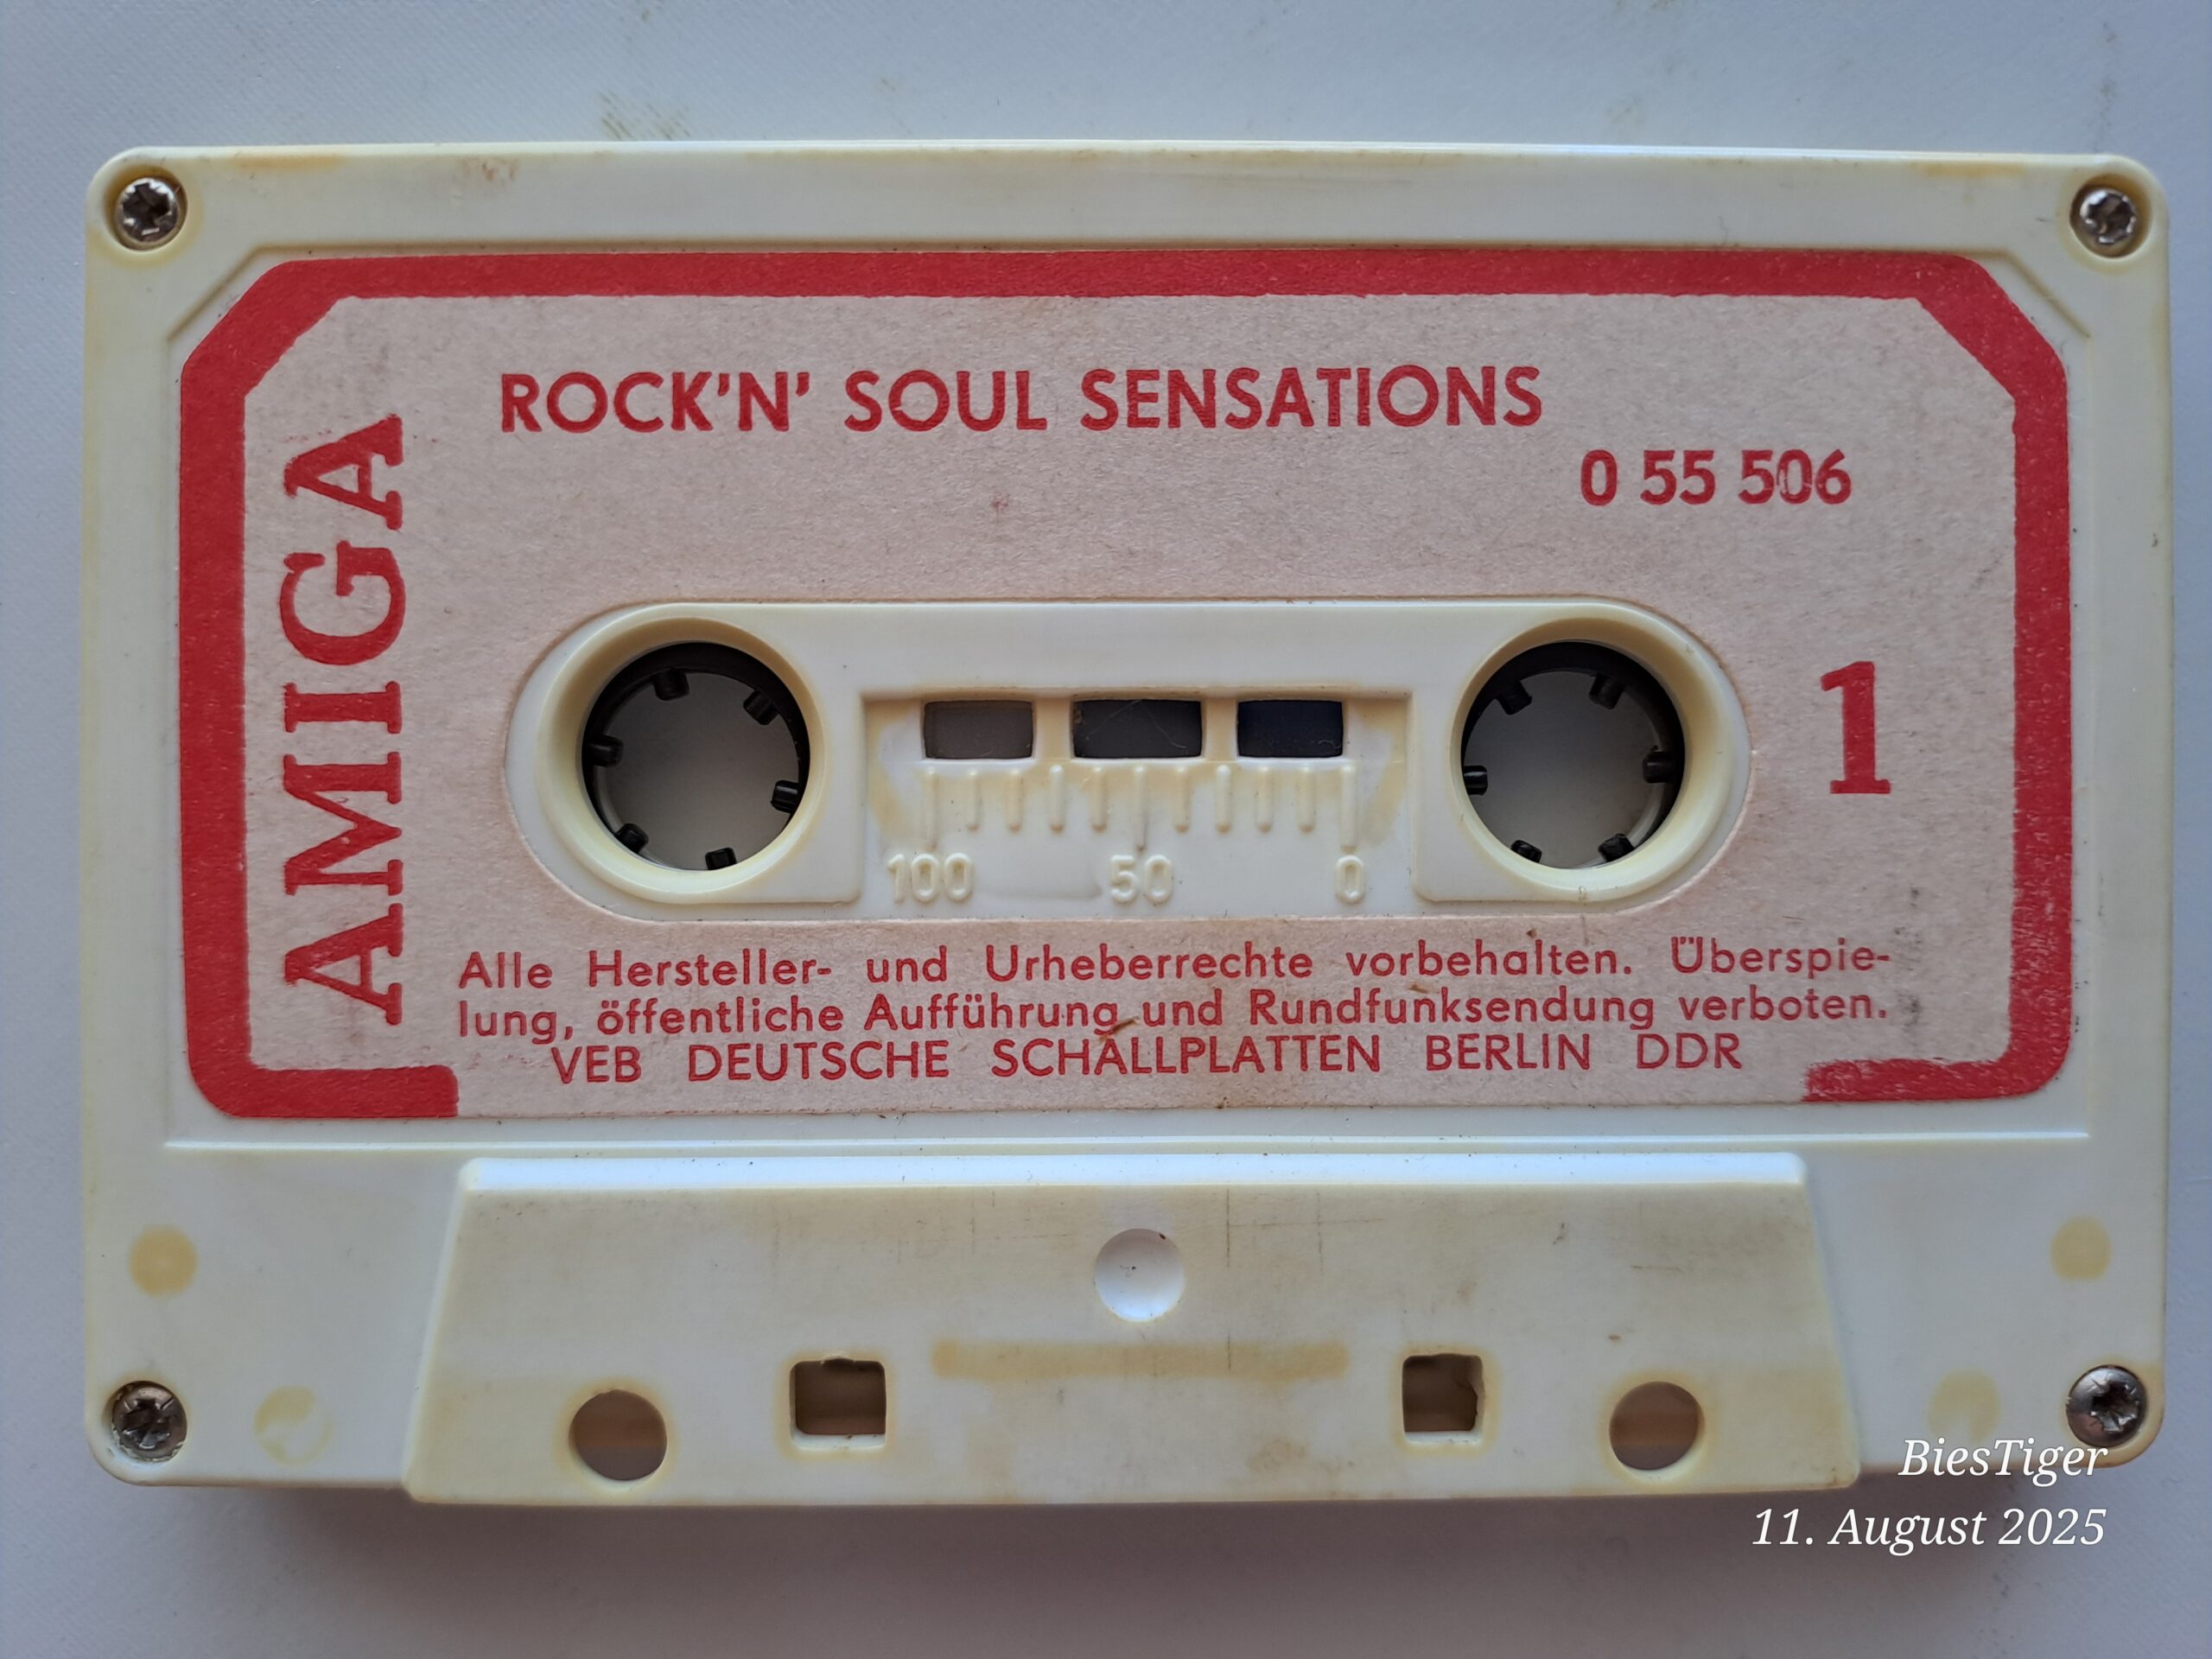 ROCK'N' SOUL SENSATIONS
0 55 506
AMIGA
1
100 50 0
Alle Hersteller- und Urheberrechte vorbehalten. Überspie-
lung, öffentliche Aufführung und Rundfunksendung verboten.
VEB DEUTSCHE SCHALLPLATTEN BERLIN DDR
BiesTiger
11. August 2025